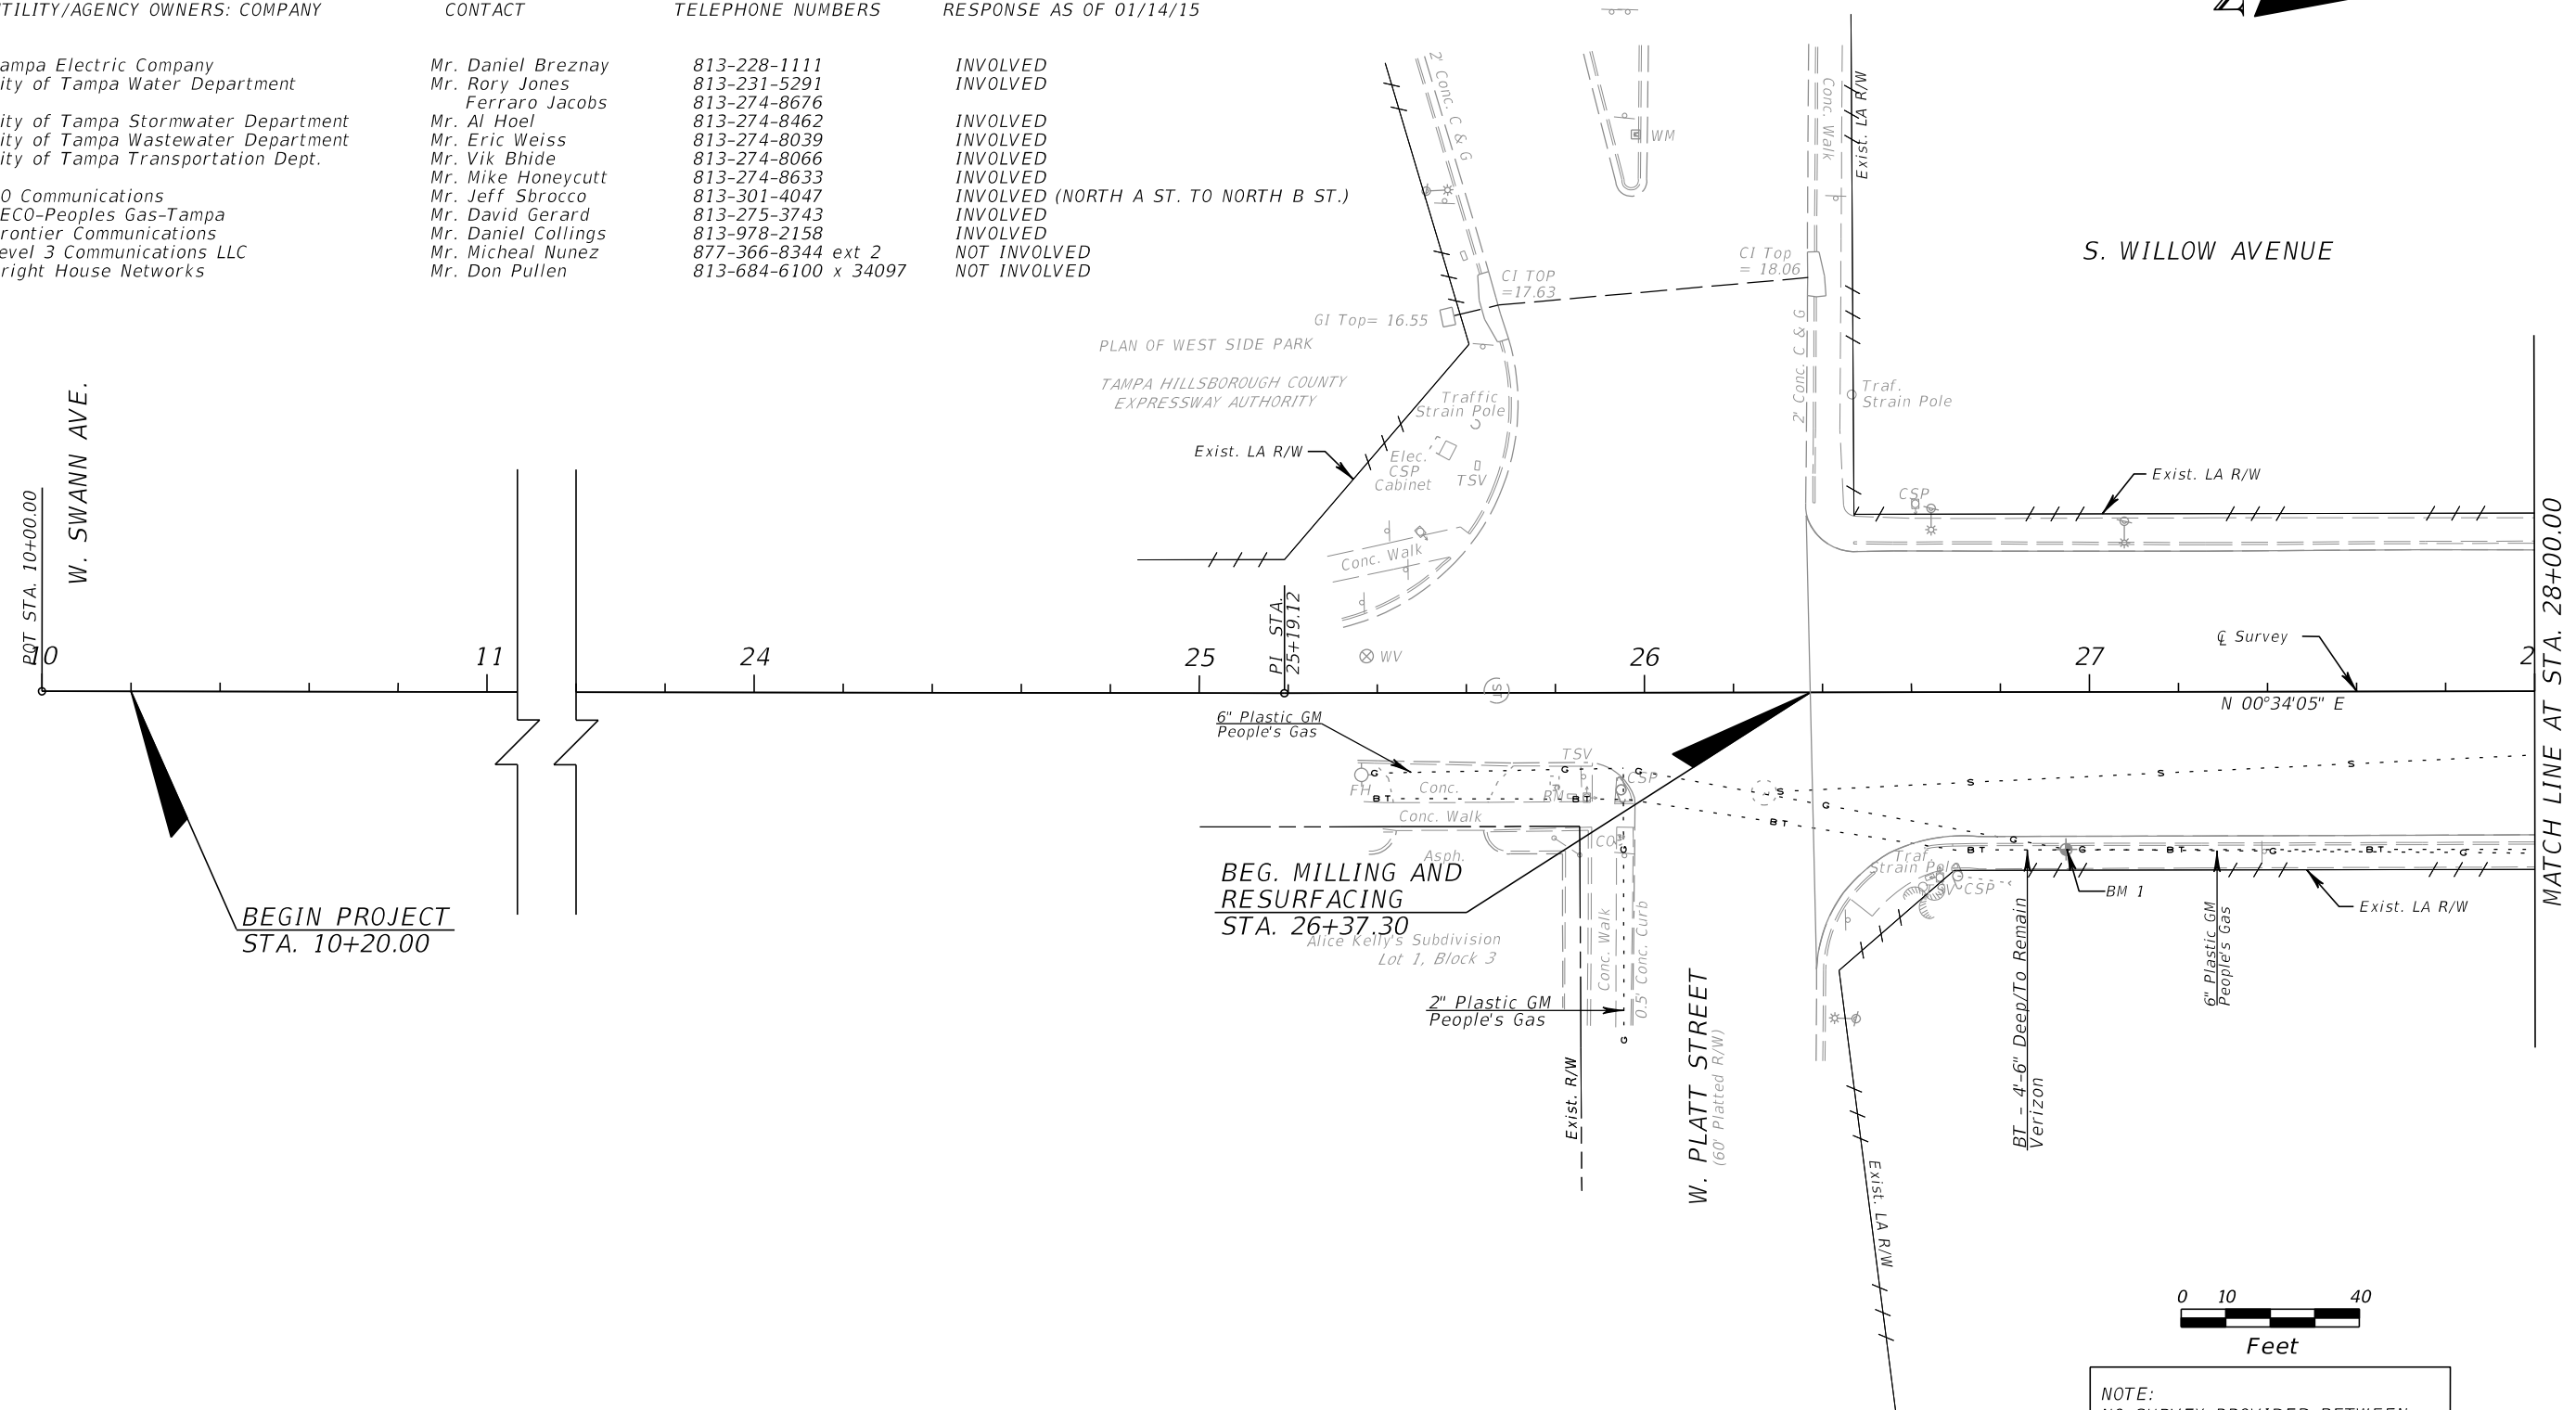 TILITY/AGENCY OWNERS: COMPANY CONTACT TELEPHONE NUMBERS RESPONSE AS OF 01/14/15
ampa Electric Company Mr. Daniel Breznay 813-228-1111 INVOLVED
ity of Tampa Water Department Mr. Rory Jones 813-231-5291 INVOLVED
Ferraro Jacobs 813-274-8676
ity of Tampa Stormwater Department Mr. Al Hoel 813-274-8462 INVOLVED
ity of Tampa Wastewater Department Mr. Eric Weiss 813-274-8039 INVOLVED
ity of Tampa Transportation Dept. Mr. Vik Bhide 813-274-8066 INVOLVED
Mr. Mike Honeycutt 813-274-8633 INVOLVED
O Communications Mr. Jeff Sbrocco 813-301-4047 INVOLVED (NORTH A ST. TO NORTH B ST.)
ECO-Peoples Gas-Tampa Mr. David Gerard 813-275-3743 INVOLVED
rontier Communications Mr. Daniel Collings 813-978-2158 INVOLVED
evel 3 Communications LLC Mr. Micheal Nunez 877-366-8344 ext 2 NOT INVOLVED
right House Networks Mr. Don Pullen 813-684-6100 x 34097 NOT INVOLVED
2' Conc. C & G
WM
Conc. Walk
Exist. LA R/W
S. WILLOW AVENUE
CI Top
= 18.06
CI TOP
=17.63
GI Top= 16.55
PLAN OF WEST SIDE PARK
TAMPA HILLSBOROUGH COUNTY
EXPRESSWAY AUTHORITY
2' Conc. C & G
Traffic
Strain Pole
Traf.
Strain Pole
Exist. LA R/W
Elec.
CSP
Cabinet
TSV
CSP
Exist. LA R/W
Conc. Walk
W. SWANN AVE.
POT STA. 10+00.00
PI STA.
25+19.12
WV
10
11
24
25
26
27
2
℄ Survey
N 00°34'05" E
MATCH LINE AT STA. 28+00.00
ST
6" Plastic GM
People's Gas
TSV
G
G
G
CSP
FH
Conc.
RM
BT
BT
Conc. Walk
Asph.
CO
S
S
S
S
G
BT
G
BT
G
BT
G
BT
G
G
Traf.
Strain Pole
TSV
CSP
BM 1
Exist. LA R/W
BEGIN PROJECT
STA. 10+20.00
BEG. MILLING AND
RESURFACING
STA. 26+37.30
Alice Kelly's Subdivision
Lot 1, Block 3
Conc. Walk
0.5' Conc. Curb
2" Plastic GM
People's Gas
G
Exist. R/W
W. PLATT STREET
(60' Platted R/W)
BT - 4'-6" Deep/To Remain
Verizon
6" Plastic GM
People's Gas
Exist. LA R/W
0 10 40
Feet
NOTE:
NO SURVEY PROVIDED BETWEEN